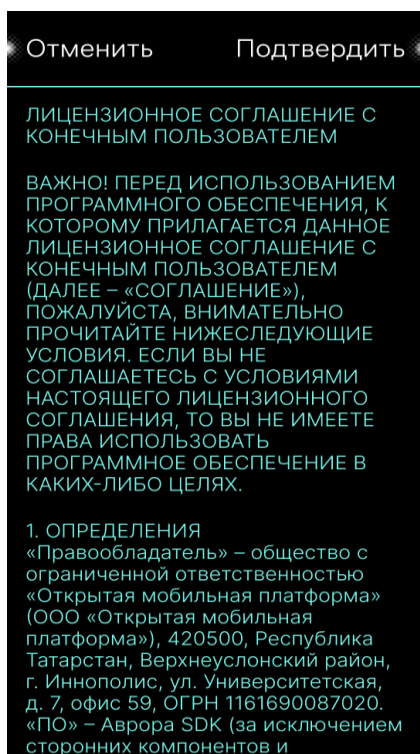 Отменить Подтвердить
ЛИЦЕНЗИОННОЕ СОГЛАШЕНИЕ С
КОНЕЧНЫМ ПОЛЬЗОВАТЕЛЕМ
ВАЖНО! ПЕРЕД ИСПОЛЬЗОВАНИЕМ
ПРОГРАММНОГО ОБЕСПЕЧЕНИЯ, К
КОТОРОМУ ПРИЛАГАЕТСЯ ДАННОЕ
ЛИЦЕНЗИОННОЕ СОГЛАШЕНИЕ С
КОНЕЧНЫМ ПОЛЬЗОВАТЕЛЕМ
(ДАЛЕЕ – «СОГЛАШЕНИЕ»),
ПОЖАЛУЙСТА, ВНИМАТЕЛЬНО
ПРОЧИТАЙТЕ НИЖЕСЛЕДУЮЩИЕ
УСЛОВИЯ. ЕСЛИ ВЫ НЕ
СОГЛАШАЕТЕСЬ С УСЛОВИЯМИ
НАСТОЯЩЕГО ЛИЦЕНЗИОННОГО
СОГЛАШЕНИЯ, ТО ВЫ НЕ ИМЕЕТЕ
ПРАВА ИСПОЛЬЗОВАТЬ
ПРОГРАММНОЕ ОБЕСПЕЧЕНИЕ В
КАКИХ-ЛИБО ЦЕЛЯХ.
1. ОПРЕДЕЛЕНИЯ
«Правообладатель» – общество с
ограниченной ответственностью
«Открытая мобильная платформа»
(ООО «Открытая мобильная
платформа»), 420500, Республика
Татарстан, Верхнеуслонский район,
г. Иннополис, ул. Университетская,
д. 7, офис 59, ОГРН 1161690087020.
«ПО» – Аврора SDK (за исключением
сторонних компонентов и